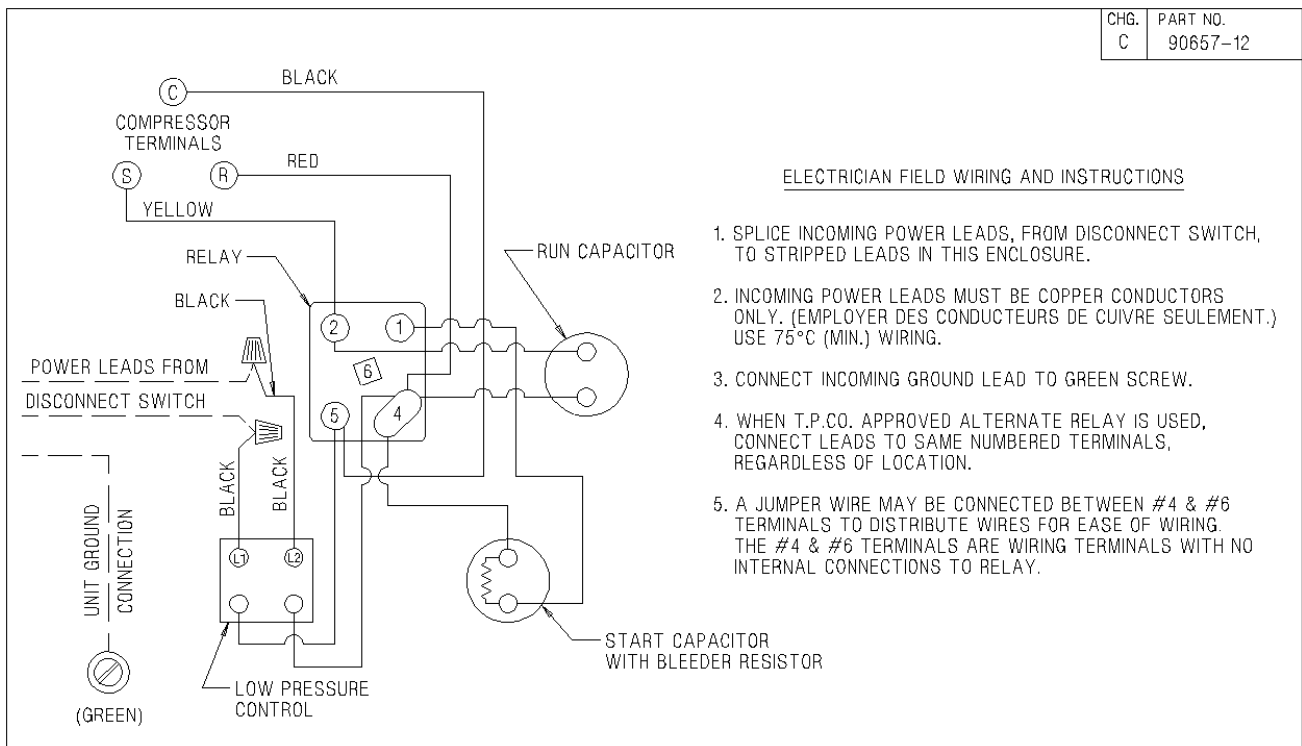 CHG. PART NO.
C 90657-12
BLACK
C
COMPRESSOR
TERMINALS
RED
S
R
YELLOW
RELAY
RUN CAPACITOR
BLACK
2
1
6
5
4
POWER LEADS FROM
DISCONNECT SWITCH
BLACK
BLACK
L1
L2
UNIT GROUND
CONNECTION
(GREEN)
LOW PRESSURE
CONTROL
START CAPACITOR
WITH BLEEDER RESISTOR
ELECTRICIAN FIELD WIRING AND INSTRUCTIONS
1. SPLICE INCOMING POWER LEADS, FROM DISCONNECT SWITCH,
TO STRIPPED LEADS IN THIS ENCLOSURE.
2. INCOMING POWER LEADS MUST BE COPPER CONDUCTORS
ONLY. (EMPLOYER DES CONDUCTEURS DE CUIVRE SEULEMENT.)
USE 75°C (MIN.) WIRING.
3. CONNECT INCOMING GROUND LEAD TO GREEN SCREW.
4. WHEN T.P.CO. APPROVED ALTERNATE RELAY IS USED,
CONNECT LEADS TO SAME NUMBERED TERMINALS,
REGARDLESS OF LOCATION.
5. A JUMPER WIRE MAY BE CONNECTED BETWEEN #4 & #6
TERMINALS TO DISTRIBUTE WIRES FOR EASE OF WIRING.
THE #4 & #6 TERMINALS ARE WIRING TERMINALS WITH NO
INTERNAL CONNECTIONS TO RELAY.